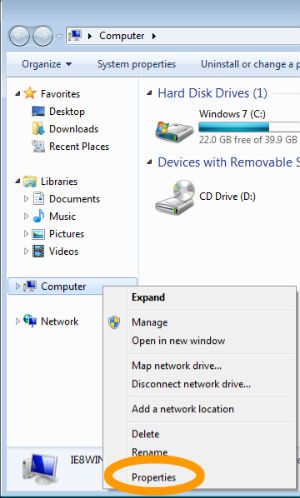 Computer
Organize
System properties
Uninstall or change a p
Favorites
Desktop
Downloads
Recent Places
Libraries
Documents
Music
Pictures
Videos
Computer
Network
Hard Disk Drives (1)
Windows 7 (C:)
22.0 GB free of 39.9 G
Devices with Removable S
CD Drive (D:)
Expand
Manage
Open in new window
Map network drive...
Disconnect network drive...
Add a network location
Delete
Rename
Properties
IE8WIN